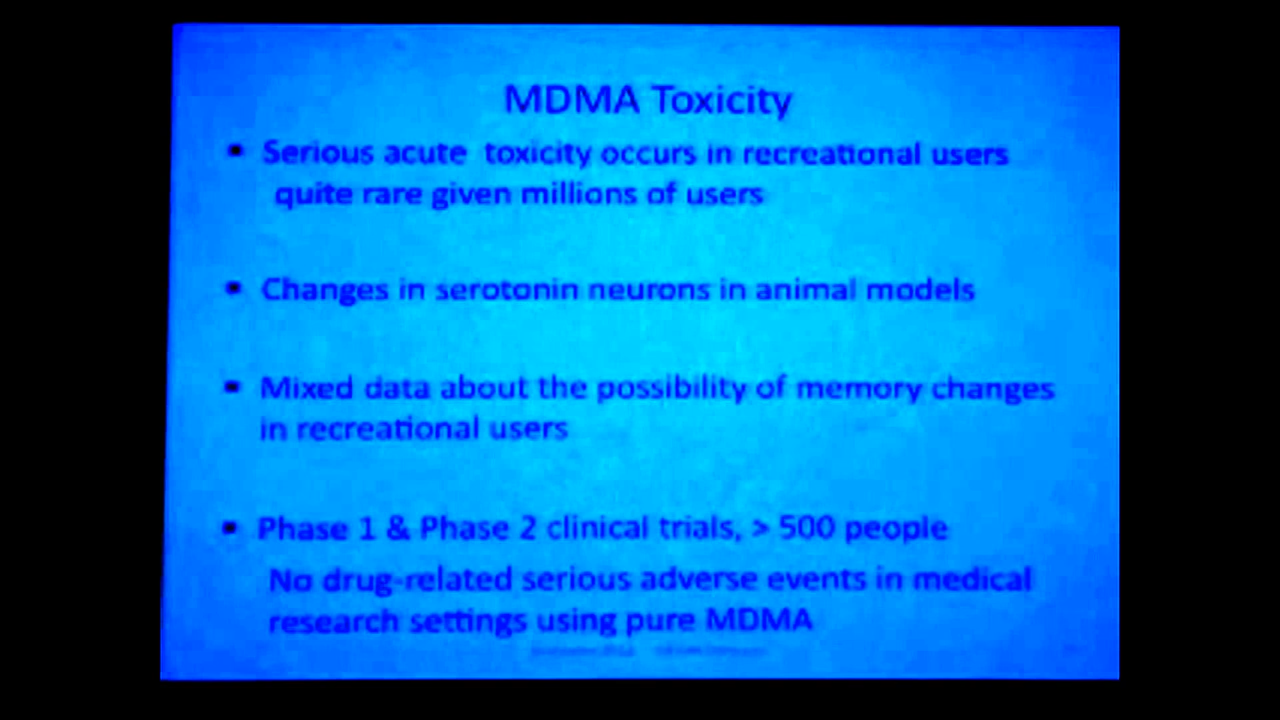 MDMA Toxicity
▪ Serious acute toxicity occurs in recreational users
quite rare given millions of users
▪ Changes in serotonin neurons in animal models
▪ Mixed data about the possibility of memory changes
in recreational users
▪ Phase 1 & Phase 2 clinical trials, > 500 people
No drug-related serious adverse events in medical
research settings using pure MDMA